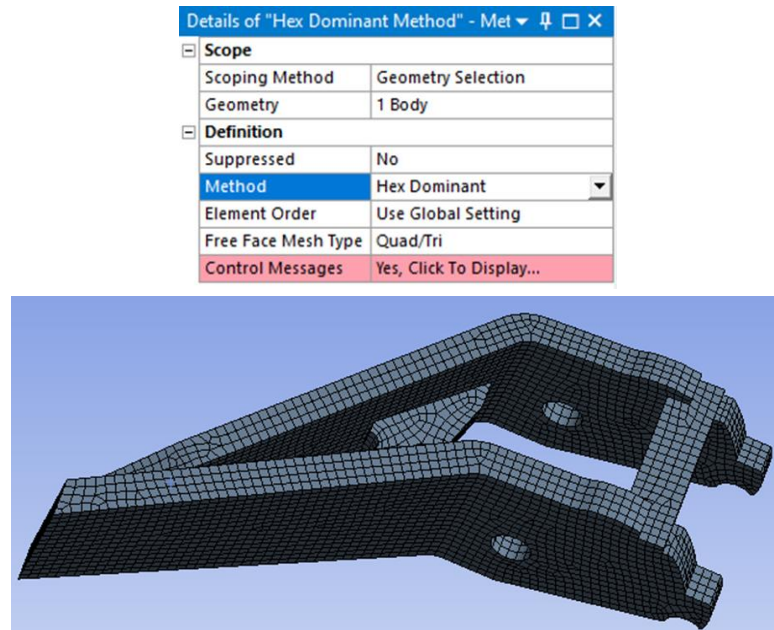 Details of "Hex Dominant Method" - Met
Scope
Scoping Method Geometry Selection
Geometry 1 Body
Definition
Suppressed No
Method Hex Dominant
Element Order Use Global Setting
Free Face Mesh Type Quad/Tri
Control Messages Yes, Click To Display...